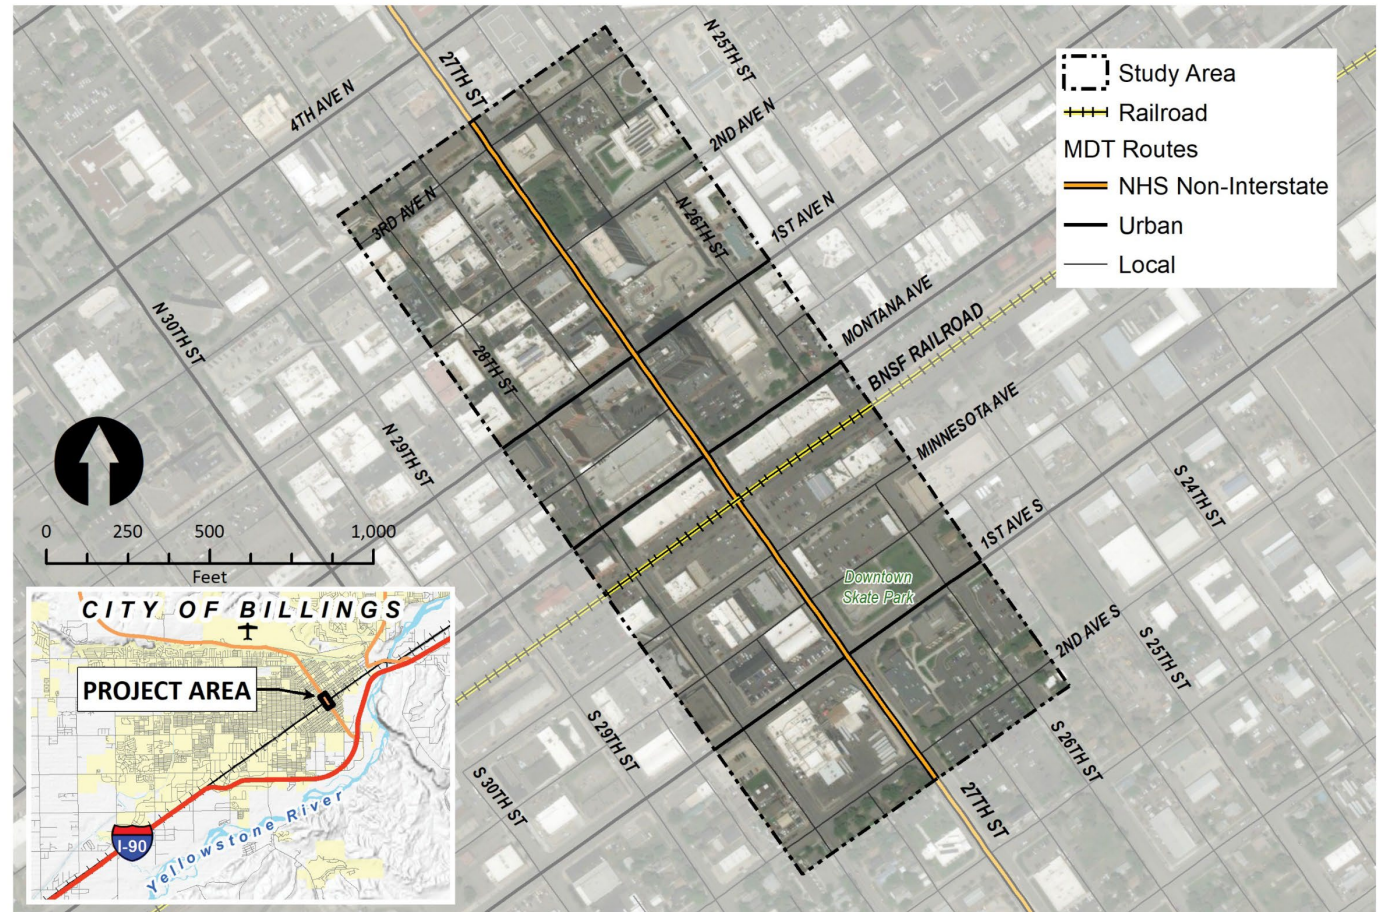 N 25TH ST
27TH ST
4TH AVE N
2ND AVE N
3RD AVE N
N 26TH ST
1ST AVE N
Study Area
Railroad
MDT Routes
NHS Non-Interstate
Urban
Local
N 30TH ST
28TH ST
MONTANA AVE
BNSF RAILROAD
MINNESOTA AVE
N 29TH ST
S 24TH ST
1ST AVE S
0 250 500 1,000
Feet
Downtown
Skate Park
2ND AVE S
S 25TH ST
S 26TH ST
S 29TH ST
S 30TH ST
27TH ST
CITY OF BILLINGS
PROJECT AREA
Yellowstone River
I-90